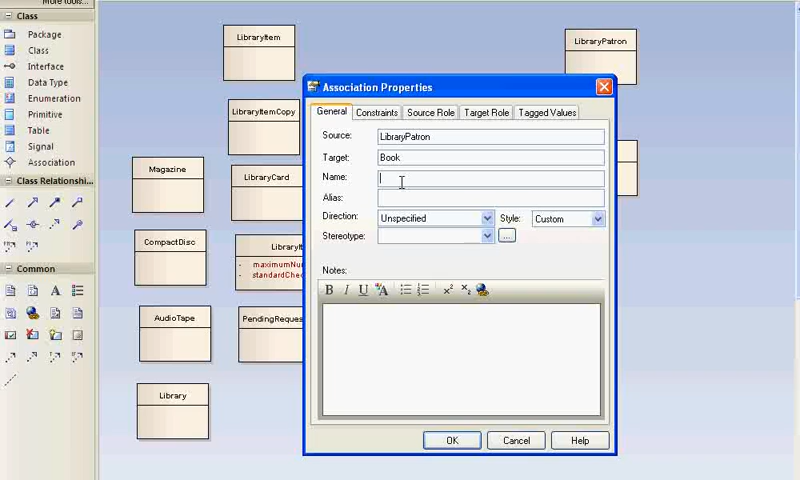 More tools...
Class
Package
Class
Interface
Data Type
Enumeration
Primitive
Table
Signal
Association
Class Relationshi...
Common
LibraryItem
LibraryPatron
LibraryItemCopy
Magazine
LibraryCard
CompactDisc
LibraryIt
- maximumNu
- standardChe
AudioTape
PendingReques
Library
Association Properties
General
Constraints
Source Role
Target Role
Tagged Values
Source: LibraryPatron
Target: Book
Name:
Alias:
Direction: Unspecified
Style: Custom
Stereotype:
...
Notes:
B I U A x² x₂
OK
Cancel
Help